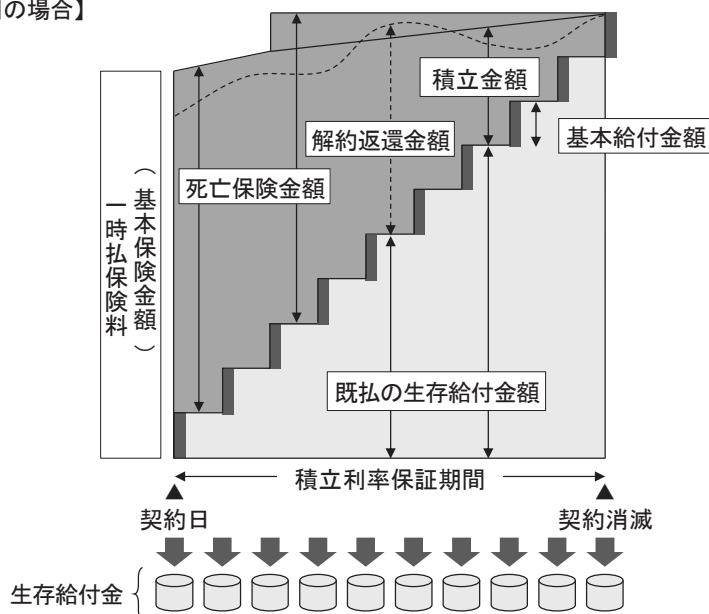 の場合】
積立金額
解約返還金額
基本給付金額
死亡保険金額
一時払保険料
（基本保険金額）
既払の生存給付金額
積立利率保証期間
契約日
契約消滅
生存給付金